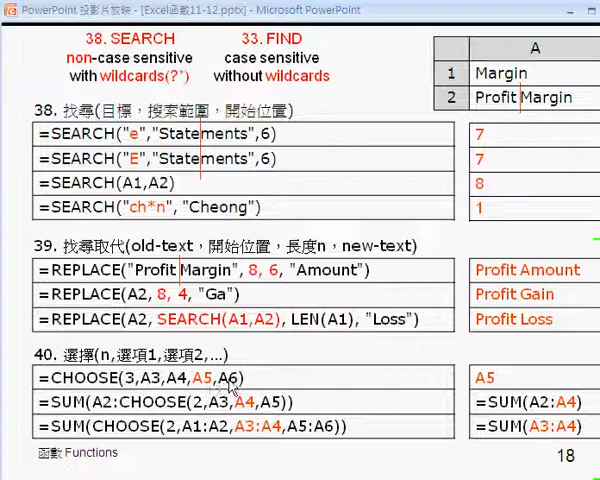 PowerPoint 投影片放映 - [Excel函數11-12.pptx] - Microsoft PowerPoint
38. SEARCH
non-case sensitive
with wildcards(?*)
33. FIND
case sensitive
without wildcards
A
1 Margin
2 Profit Margin
38. 找尋(目標，搜索範圍，開始位置)
=SEARCH("e","Statements",6) 7
=SEARCH("E","Statements",6) 7
=SEARCH(A1,A2) 8
=SEARCH("ch*n", "Cheong") 1
39. 找尋取代(old-text，開始位置，長度n，new-text)
=REPLACE("Profit Margin", 8, 6, "Amount") Profit Amount
=REPLACE(A2, 8, 4, "Ga") Profit Gain
=REPLACE(A2, SEARCH(A1,A2), LEN(A1), "Loss") Profit Loss
40. 選擇(n,選項1,選項2,...)
=CHOOSE(3,A3,A4,A5,A6) A5
=SUM(A2:CHOOSE(2,A3,A4,A5)) =SUM(A2:A4)
=SUM(CHOOSE(2,A1:A2,A3:A4,A5:A6)) =SUM(A3:A4)
函數 Functions 18